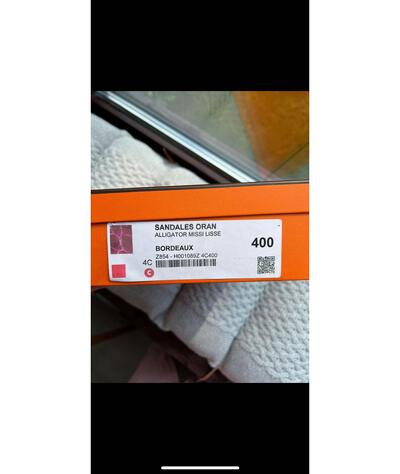 SANDALES ORAN
ALLIGATOR MISSI LISSE
BORDEAUX
400
Z854 - H001089Z 4C400
4C
C